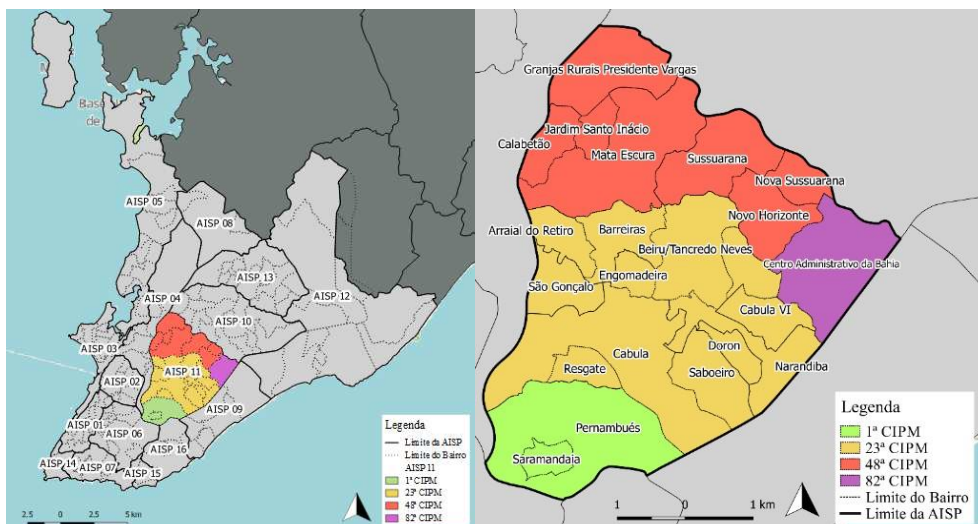 Base
de
AISP 05
AISP 08
AISP 13
AISP 12
AISP 04
AISP 10
AISP 03
AISP 11
AISP 02
AISP 09
AISP 01
AISP 06
AISP 16
AISP 14
AISP 07
AISP 15
Legenda
Limite da AISP
Limite do Bairro
AISP 11
1ª CIPM
23ª CIPM
48ª CIPM
82ª CIPM
2.5 0 2.5 5 km
Granjas Rurais Presidente Vargas
Jardim Santo Inácio
Calabetão
Mata Escura
Sussuarana
Nova Sussuarana
Novo Horizonte
Arraial do Retiro
Barreiras
Beiru/Tancredo Neves
Centro Administrativo da Bahia
Engomadeira
São Gonçalo
Cabula VI
Doron
Cabula
Narandiba
Resgate
Saboeiro
Pernambués
Saramandaia
Legenda
1ª CIPM
23ª CIPM
48ª CIPM
82ª CIPM
Limite do Bairro
Limite da AISP
1 0 1 km